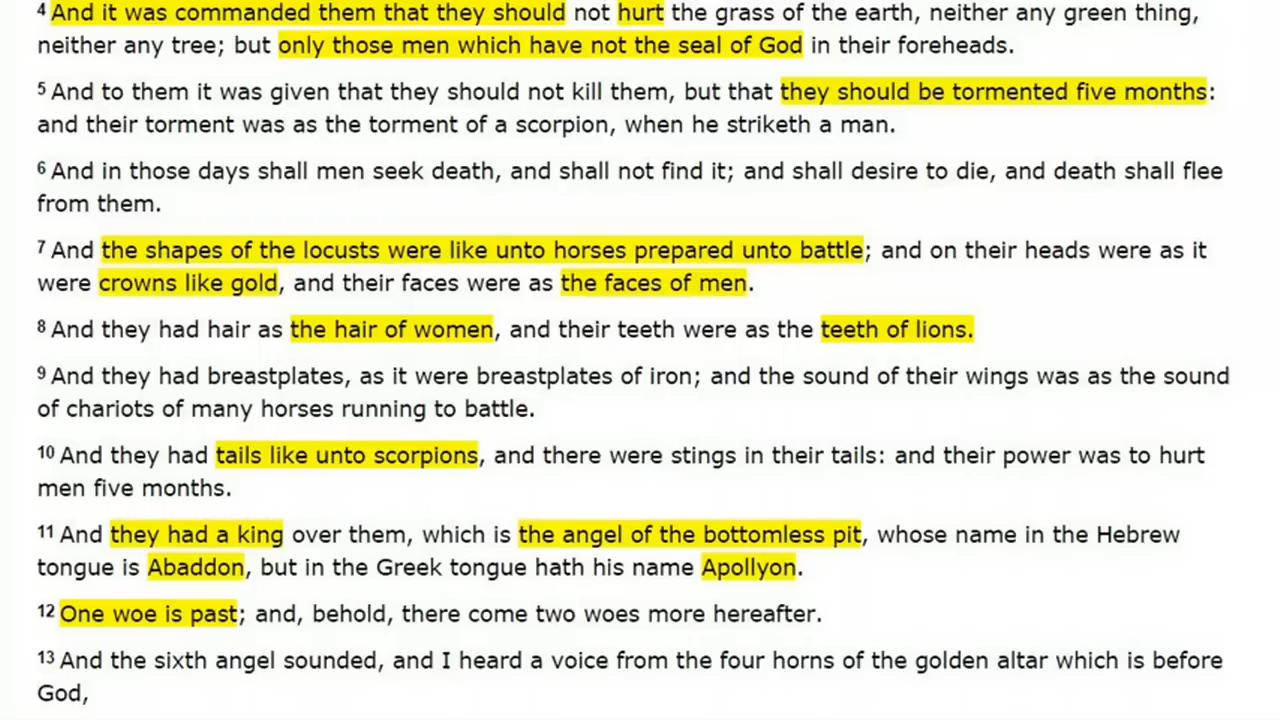 4 And it was commanded them that they should not hurt the grass of the earth, neither any green thing,
neither any tree; but only those men which have not the seal of God in their foreheads.
5 And to them it was given that they should not kill them, but that they should be tormented five months:
and their torment was as the torment of a scorpion, when he striketh a man.
6 And in those days shall men seek death, and shall not find it; and shall desire to die, and death shall flee
from them.
7 And the shapes of the locusts were like unto horses prepared unto battle; and on their heads were as it
were crowns like gold, and their faces were as the faces of men.
8 And they had hair as the hair of women, and their teeth were as the teeth of lions.
9 And they had breastplates, as it were breastplates of iron; and the sound of their wings was as the sound
of chariots of many horses running to battle.
10 And they had tails like unto scorpions, and there were stings in their tails: and their power was to hurt
men five months.
11 And they had a king over them, which is the angel of the bottomless pit, whose name in the Hebrew
tongue is Abaddon, but in the Greek tongue hath his name Apollyon.
12 One woe is past; and, behold, there come two woes more hereafter.
13 And the sixth angel sounded, and I heard a voice from the four horns of the golden altar which is before
God,